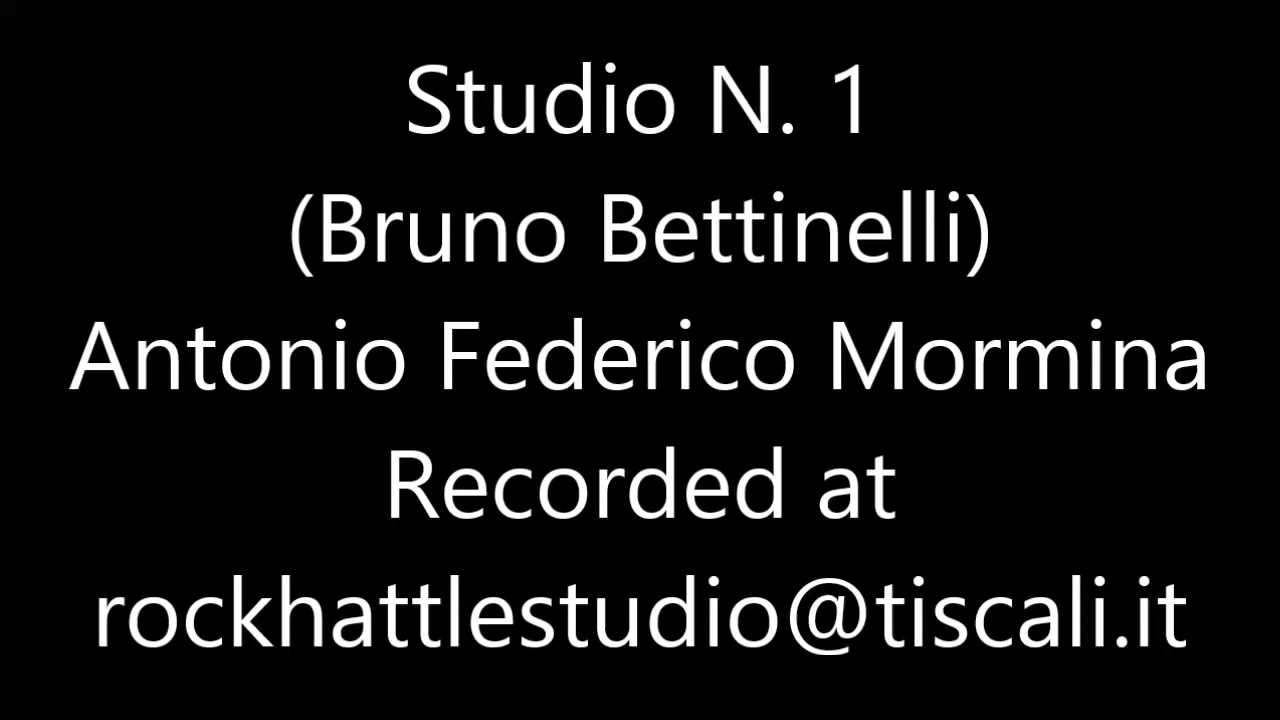 Studio N. 1
(Bruno Bettinelli)
Antonio Federico Mormina
Recorded at
rockhattlestudio@tiscali.it